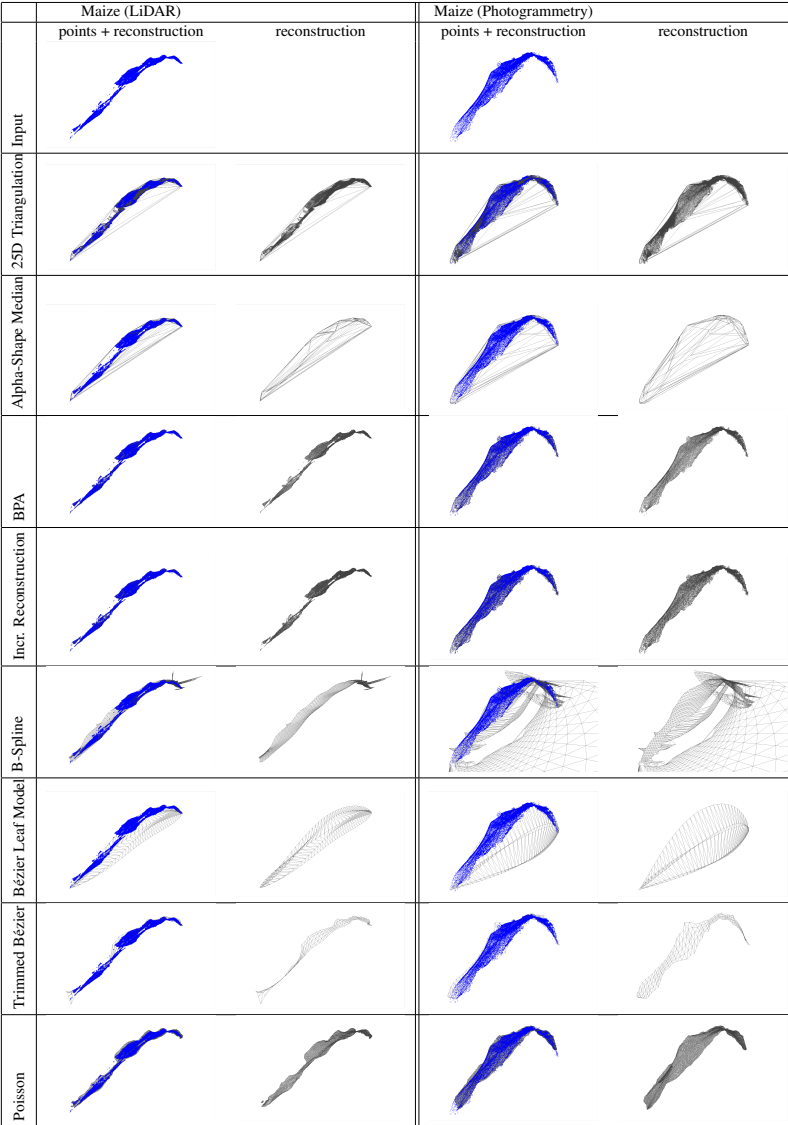 Maize (LiDAR) Maize (Photogrammetry)
points + reconstruction reconstruction points + reconstruction reconstruction
Input
25D Triangulation
Alpha-Shape Median
BPA
Incr. Reconstruction
B-Spline
Bézier Leaf Model
Trimmed Bézier
Poisson